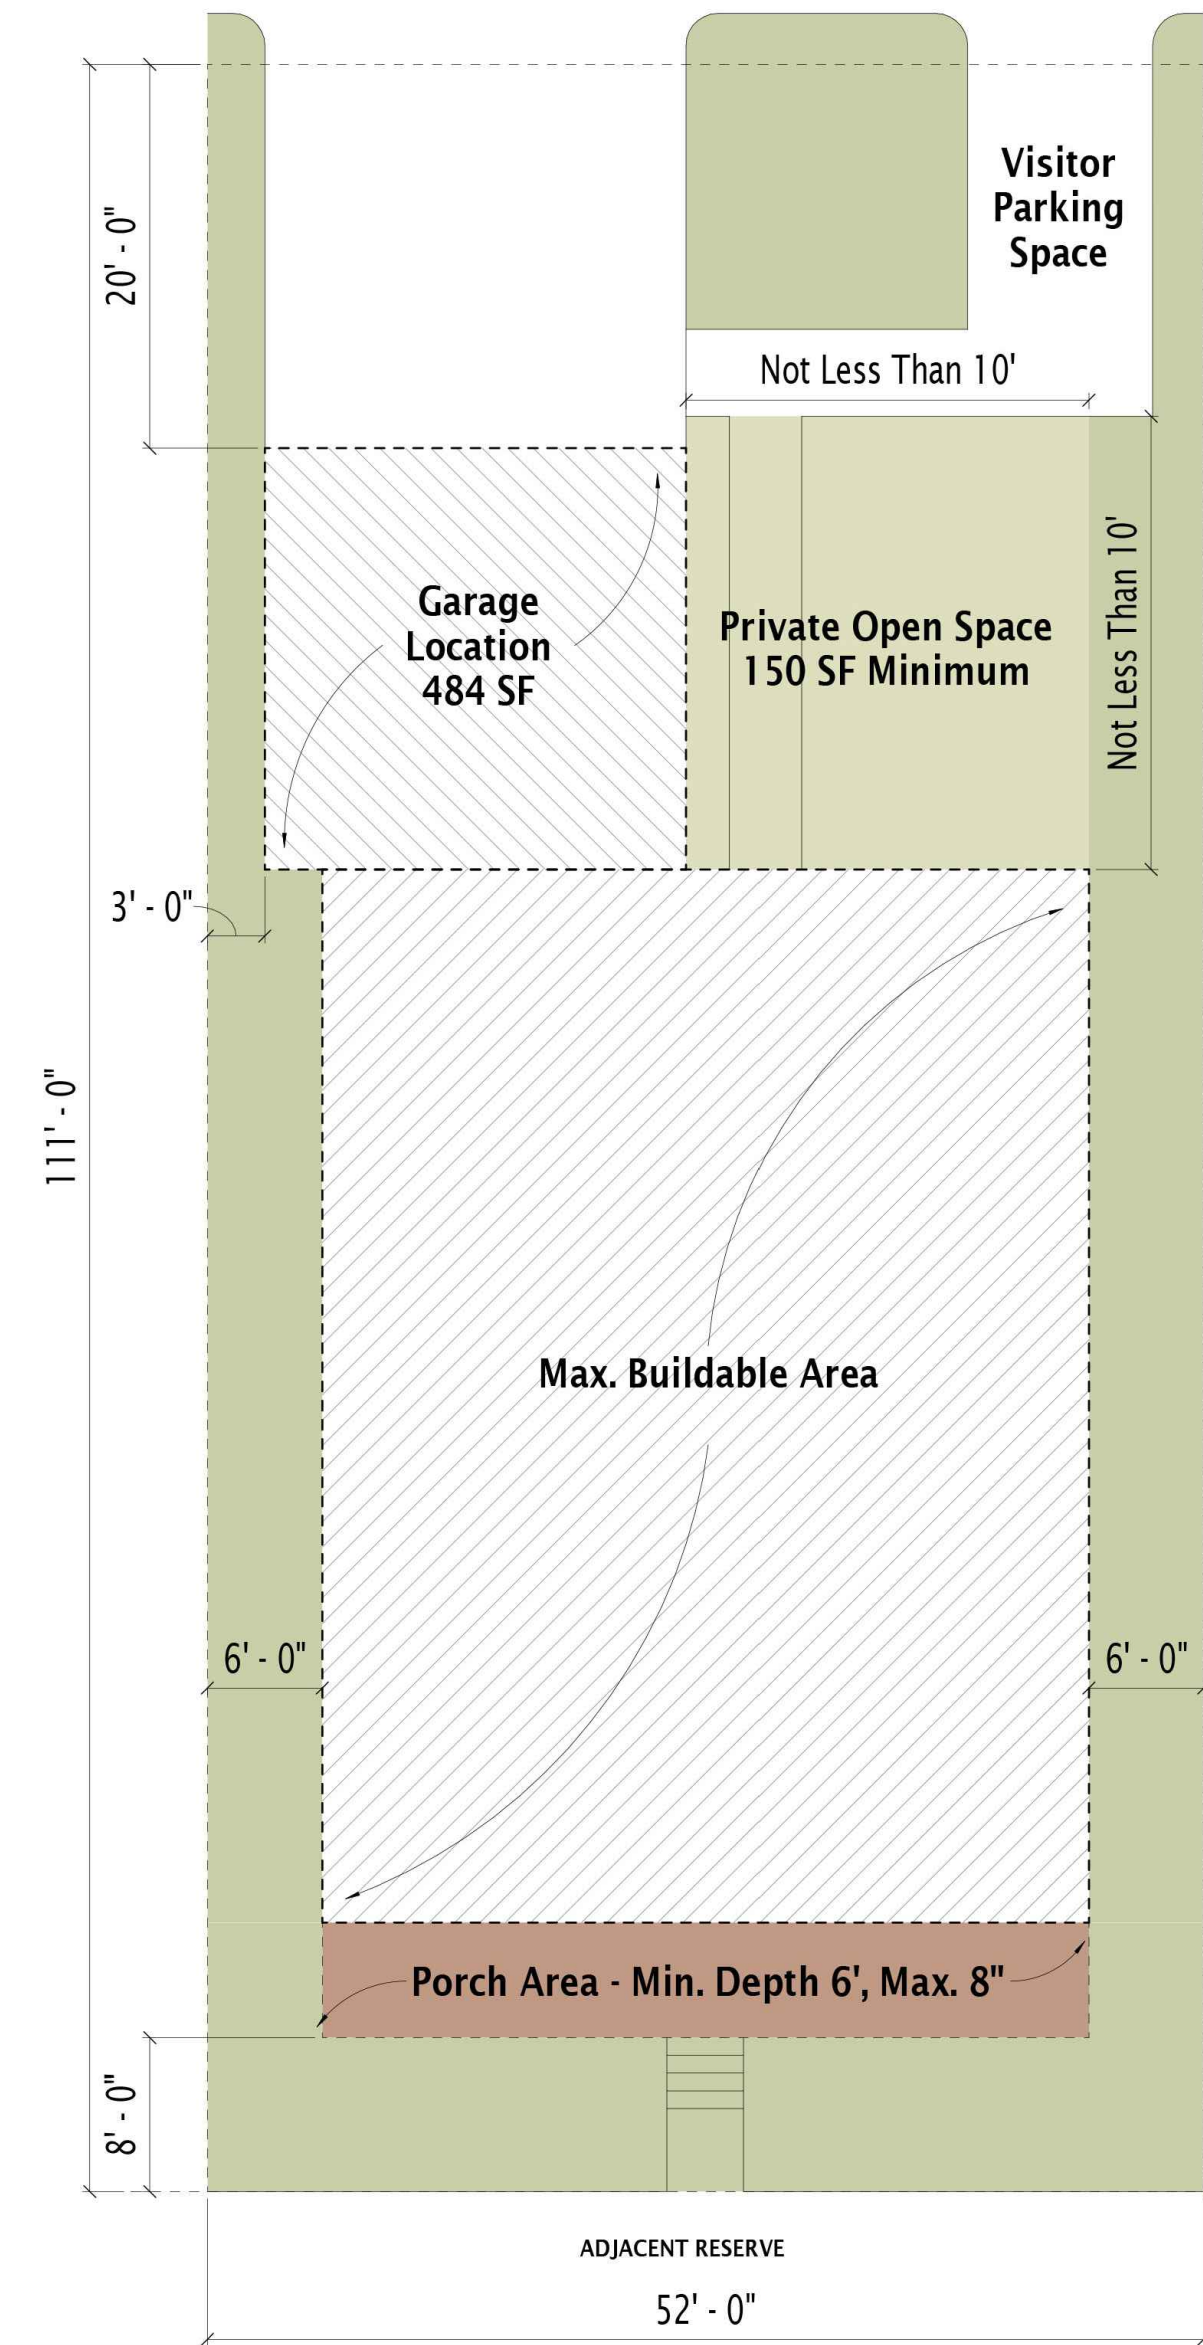 Visitor
Parking
Space
20' - 0"
Not Less Than 10'
Garage
Location
484 SF
Private Open Space
150 SF Minimum
Not Less Than 10'
3' - 0"
111' - 0"
Max. Buildable Area
6' - 0"
6' - 0"
Porch Area - Min. Depth 6', Max. 8"
8' - 0"
ADJACENT RESERVE
52' - 0"